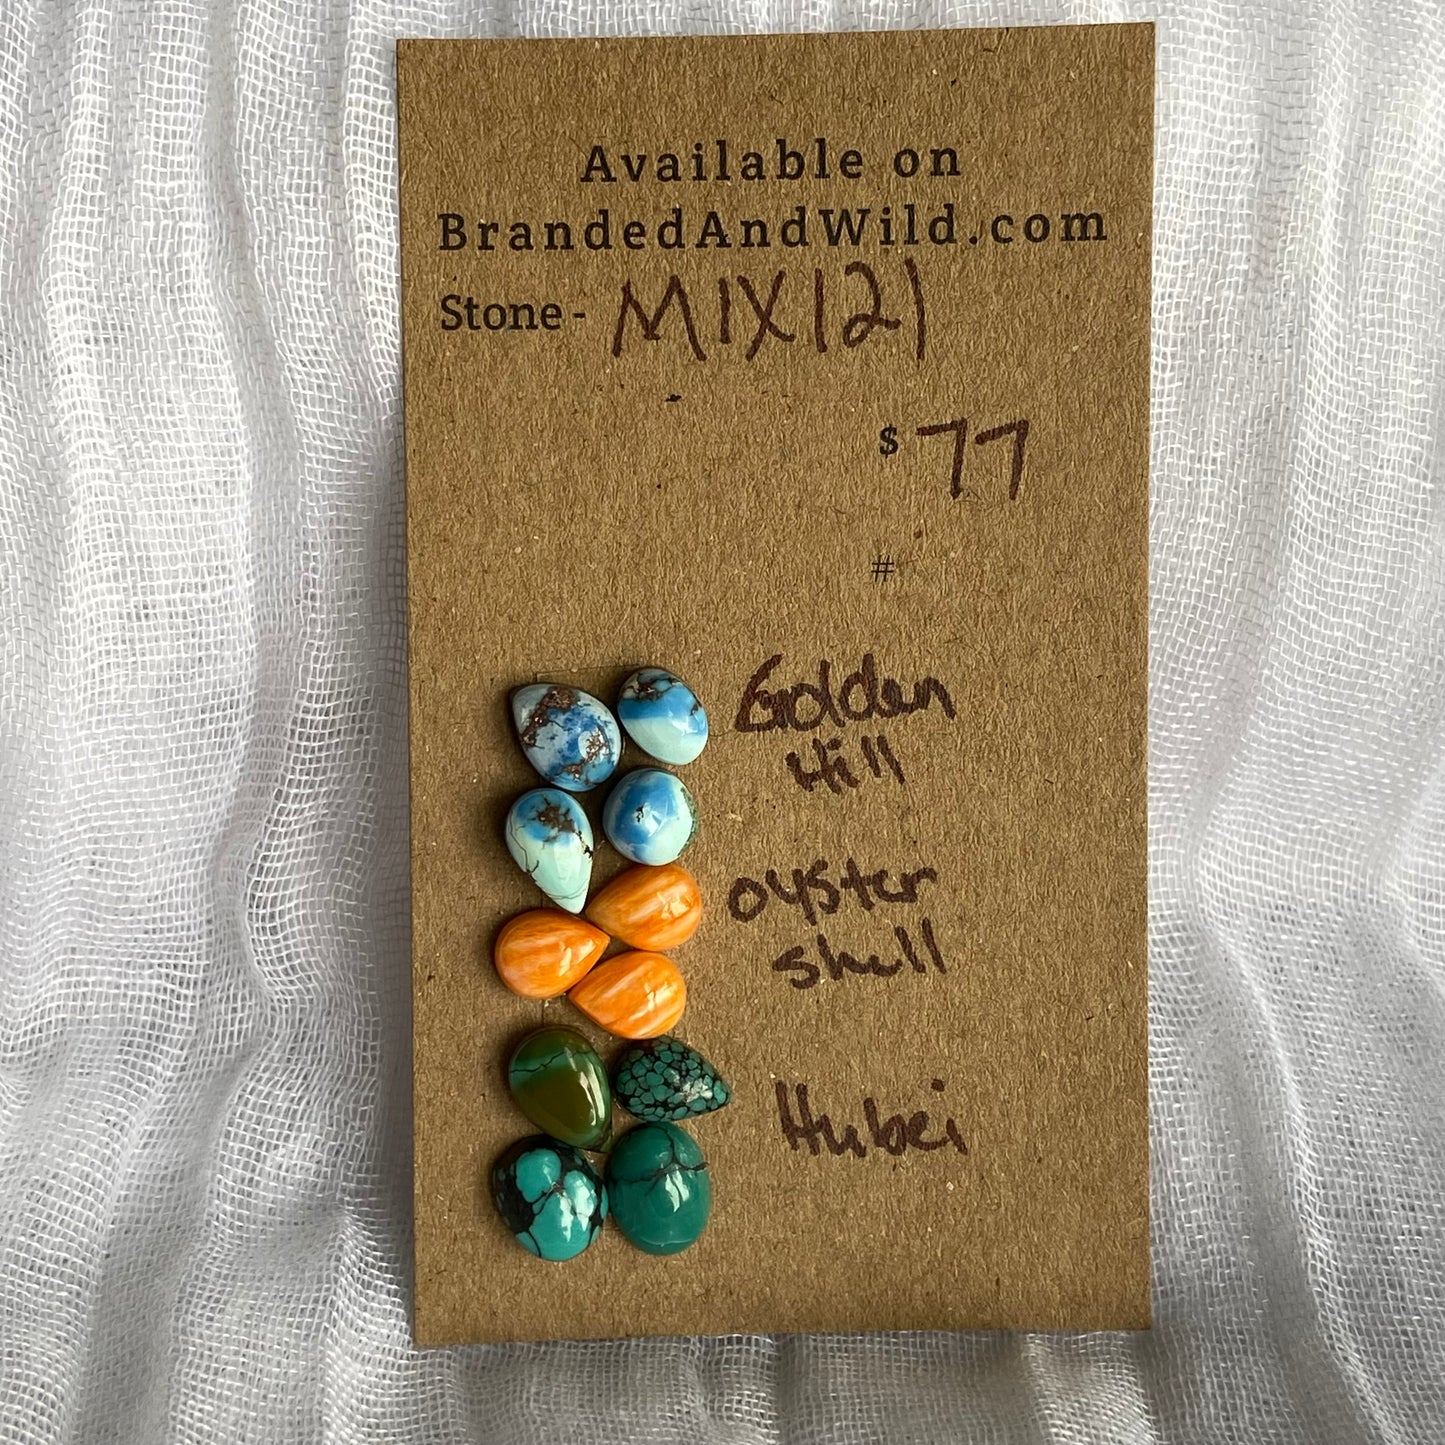 Available on
BrandedAndWild.com
Stone - MIX121
$ 77
#
Golden
Hill
oyster
shell
Hubei